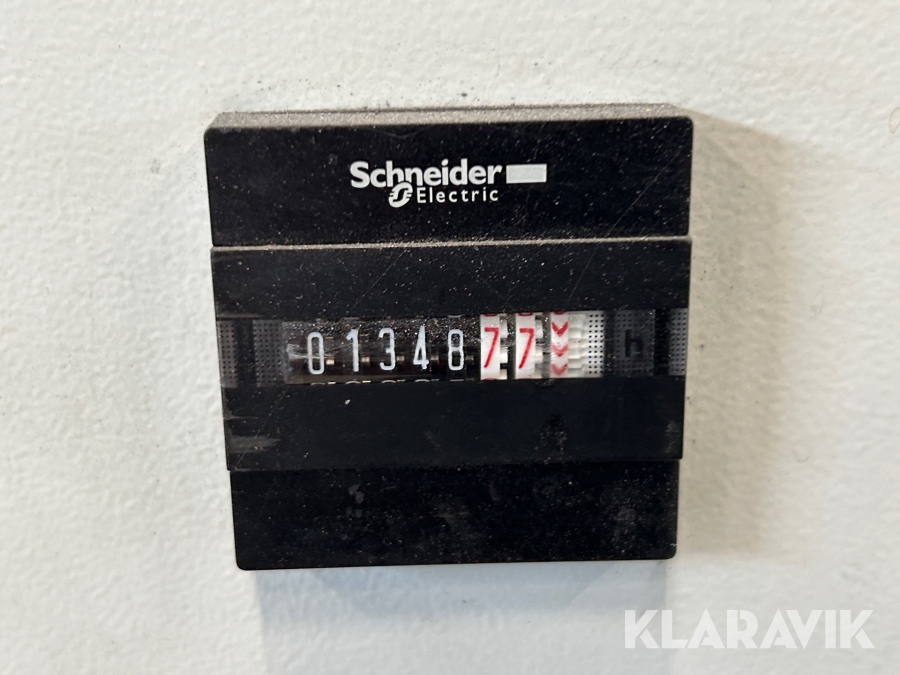 Schneider
Electric
0134877 h
KLARAVIK